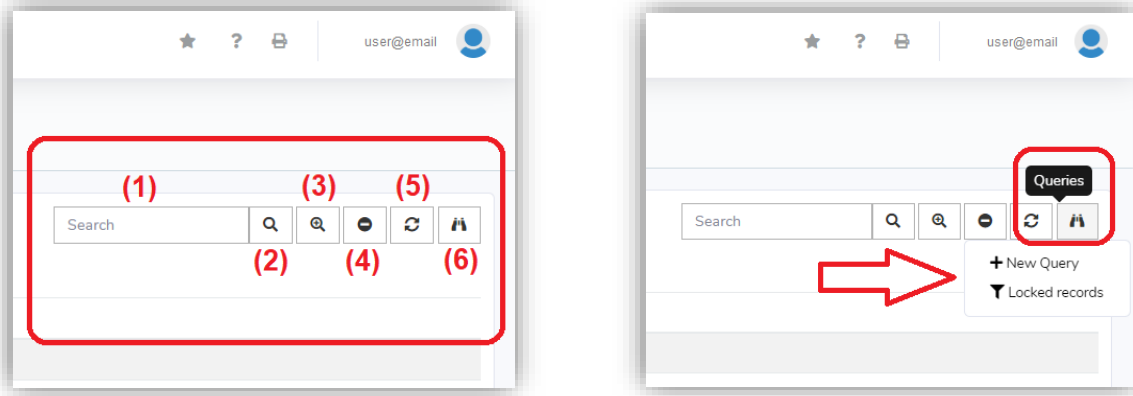 ? user@email
(1) (3) (5)
Search
(2) (4) (6)
? user@email
Queries
Search
New Query
Locked records